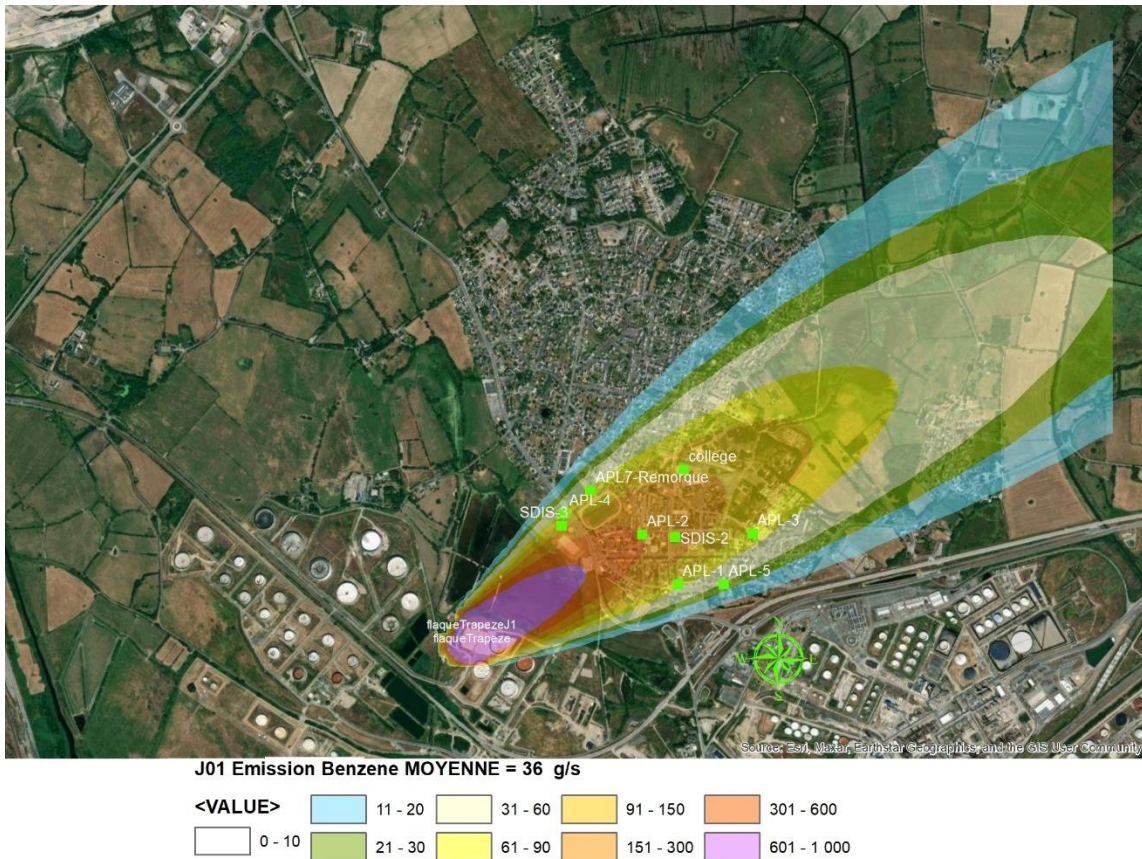 college
APL7-Remorque
APL-4
SDIS-3
APL-2
APL-3
SDIS-2
APL-1
APL-5
flaqueTrapezeJ1
flaqueTrapeze
N
W
S
Source: Esri, Maxar, Earthstar Geographics, and the GIS User Community
J01 Emission Benzene MOYENNE = 36 g/s
<VALUE>
0 - 10
11 - 20
21 - 30
31 - 60
61 - 90
91 - 150
151 - 300
301 - 600
601 - 1 000